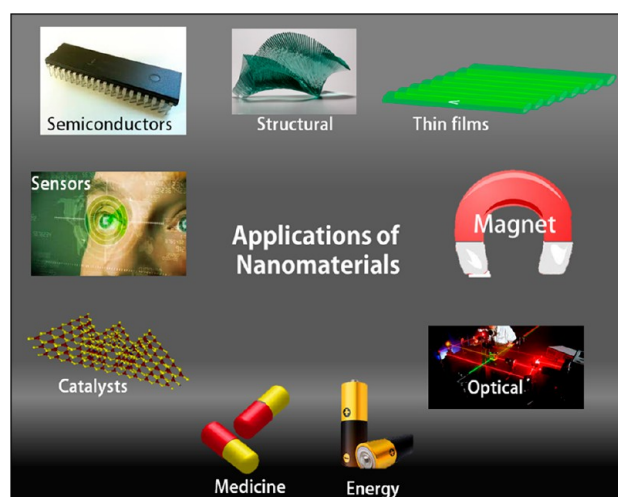 Semiconductors
Structural
Thin films
Sensors
Applications of
Nanomaterials
Magnet
Catalysts
Optical
Medicine
Energy